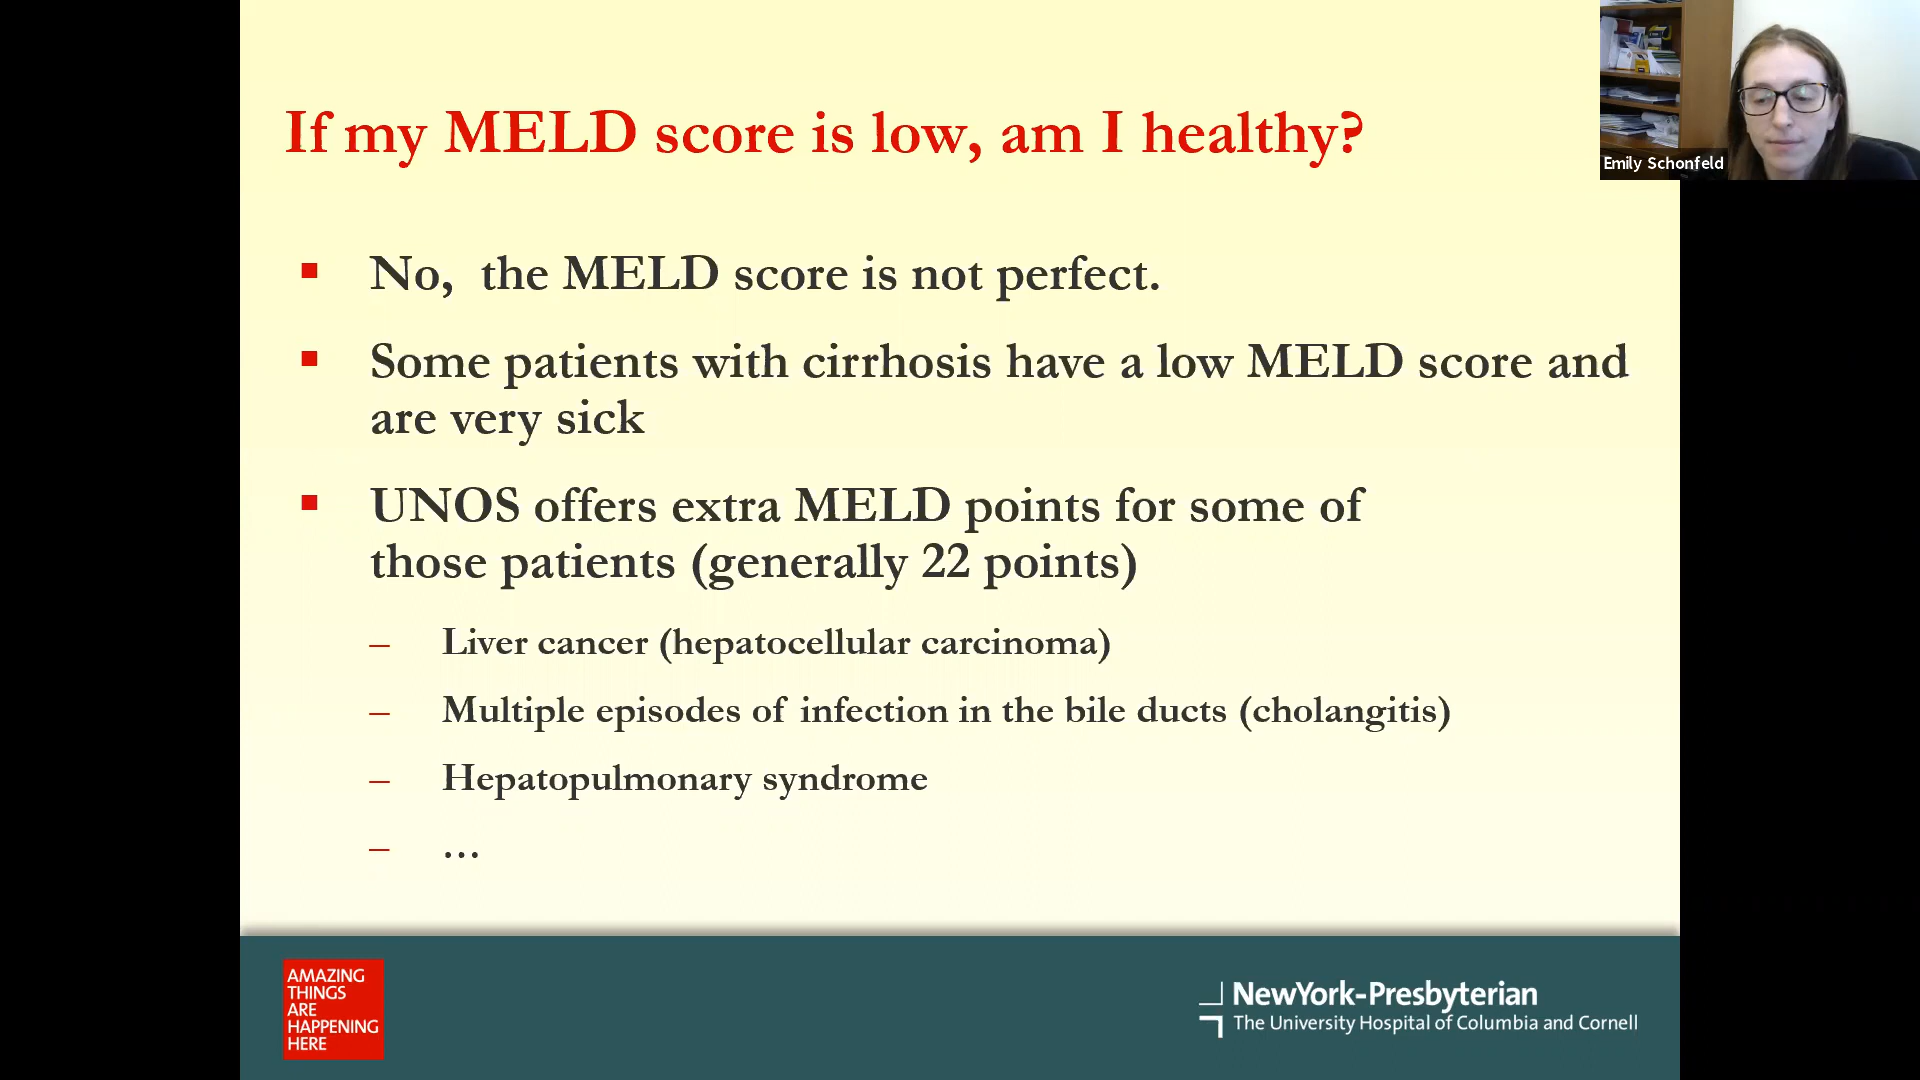 If my MELD score is low, am I healthy?
Emily Schonfeld
▪ No,  the MELD score is not perfect.
▪ Some patients with cirrhosis have a low MELD score and
are very sick
▪ UNOS offers extra MELD points for some of
those patients (generally 22 points)
– Liver cancer (hepatocellular carcinoma)
– Multiple episodes of infection in the bile ducts (cholangitis)
– Hepatopulmonary syndrome
– …
AMAZING
THINGS
ARE
HAPPENING
HERE
NewYork-Presbyterian
The University Hospital of Columbia and Cornell